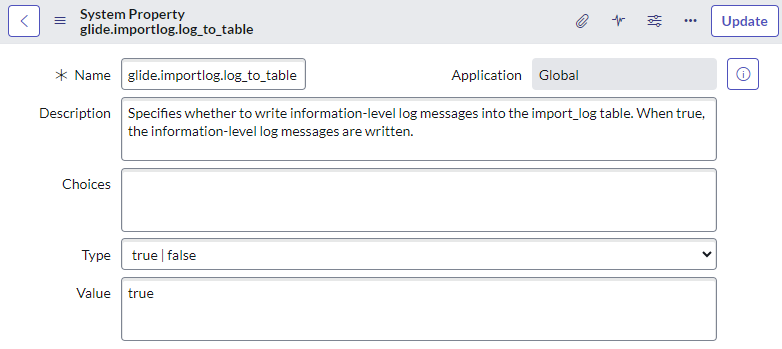 System Property
glide.importlog.log_to_table
Update
Name
glide.importlog.log_to_table
Application
Global
Description
Specifies whether to write information-level log messages into the import_log table. When true,
the information-level log messages are written.
Choices
Type
true | false
Value
true